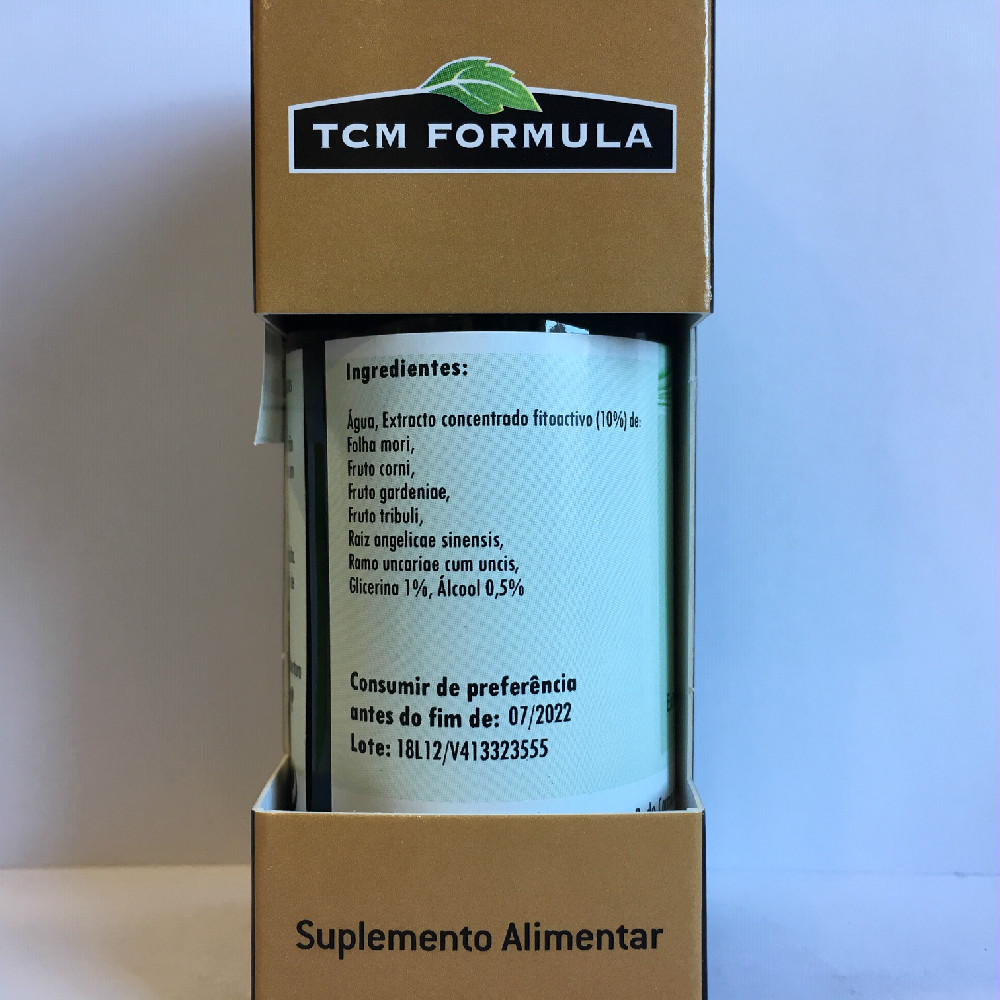 TCM FORMULA
Ingredientes:
Água, Extracto concentrado fitoactivo (10%) de:
Folha mori,
Fruto corni,
Fruto gardeniae,
Fruto tribuli,
Raiz angelicae sinensis,
Ramo uncariae cum uncis,
Glicerina 1%, Álcool 0,5%
Consumir de preferência
antes do fim de: 07/2022
Lote: 18L12/V413323555
Suplemento Alimentar